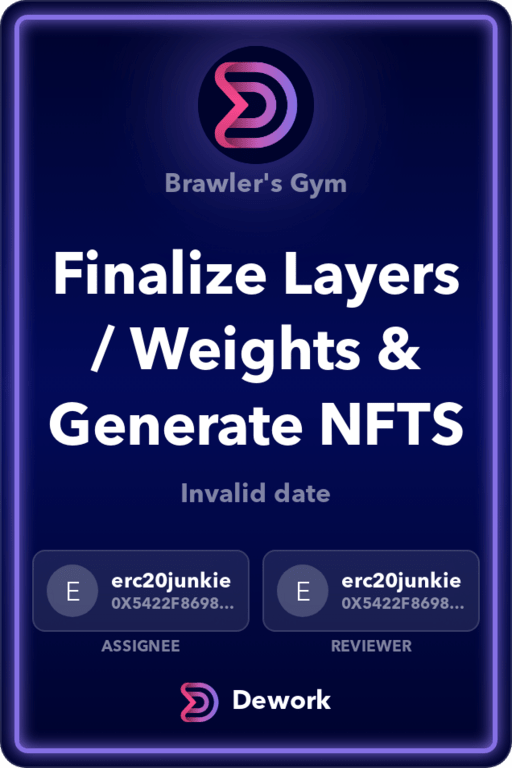 Brawler's Gym
Finalize Layers
/ Weights &
Generate NFTS
Invalid date
E
erc20junkie
0X5422F8698...
ASSIGNEE
E
erc20junkie
0X5422F8698...
REVIEWER
Dework